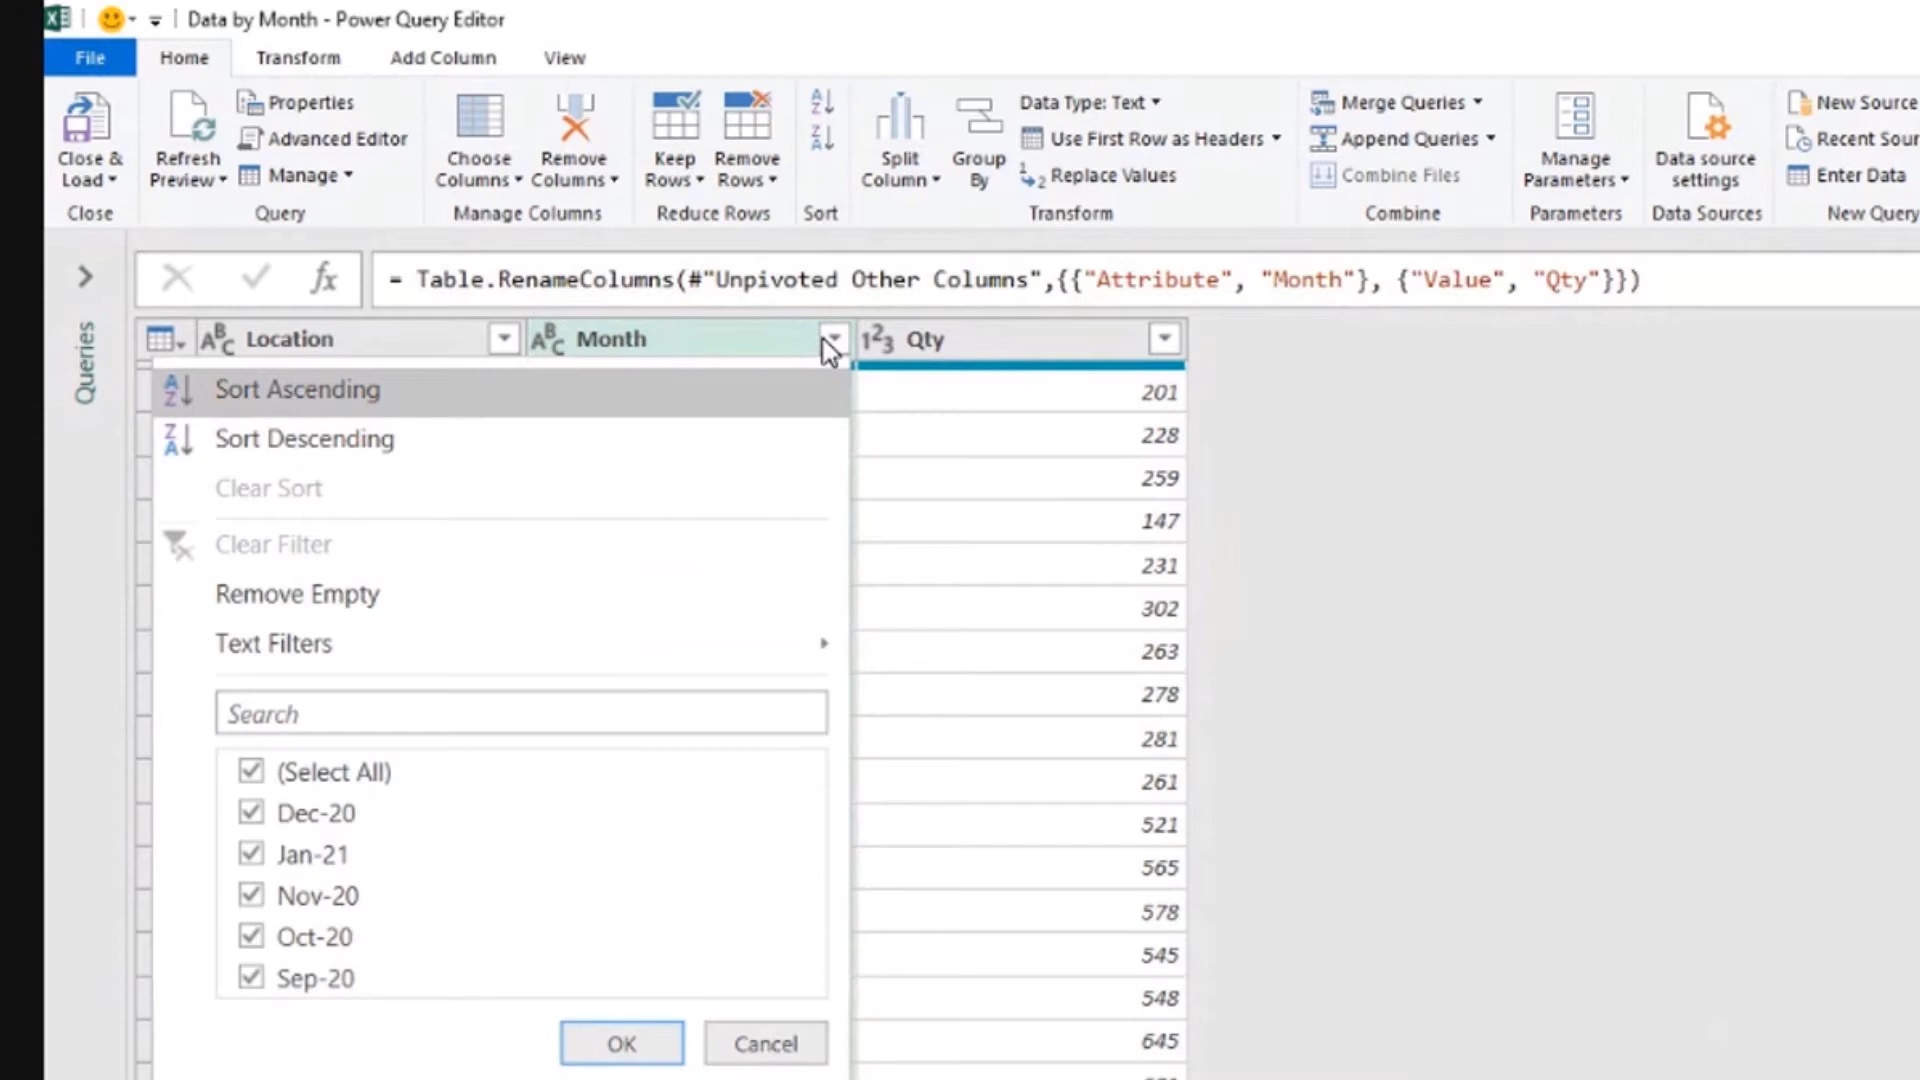 Data by Month - Power Query Editor
File Home Transform Add Column View
Close & Load
Refresh Preview
Properties
Advanced Editor
Manage
Choose Columns
Remove Columns
Keep Rows
Remove Rows
Split Column
Group By
Data Type: Text
Use First Row as Headers
Replace Values
Merge Queries
Append Queries
Combine Files
Manage Parameters
Data source settings
New Source
Recent Sour
Enter Data
Close Query Manage Columns Reduce Rows Sort Transform Combine Parameters Data Sources New Query
= Table.RenameColumns(#"Unpivoted Other Columns",{{"Attribute", "Month"}, {"Value", "Qty"}})
Queries
Location Month Qty
Sort Ascending
Sort Descending
Clear Sort
Clear Filter
Remove Empty
Text Filters
Search
(Select All)
Dec-20
Jan-21
Nov-20
Oct-20
Sep-20
OK Cancel
201
228
259
147
231
302
263
278
281
261
521
565
578
545
548
645